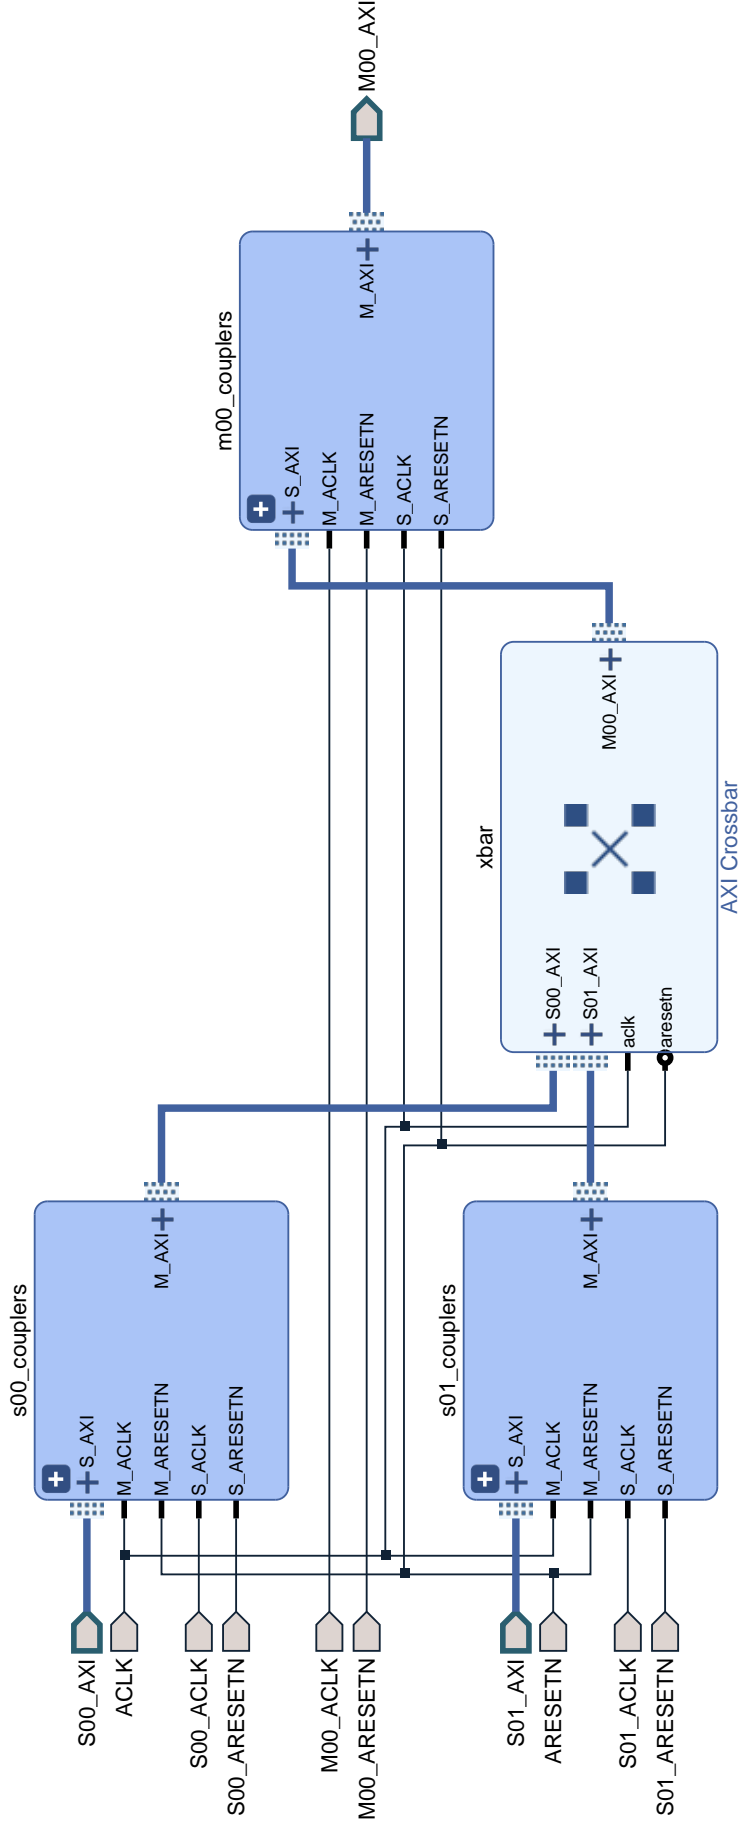 S00_AXI
ACLK
S00_ACLK
S00_ARESETN
M00_ACLK
M00_ARESETN
S01_AXI
ARESETN
S01_ACLK
S01_ARESETN
s00_couplers
S_AXI
M_ACLK
M_ARESETN
S_ACLK
S_ARESETN
M_AXI
s01_couplers
S_AXI
M_ACLK
M_ARESETN
S_ACLK
S_ARESETN
M_AXI
xbar
S00_AXI
S01_AXI
aclk
aresetn
M00_AXI
AXI Crossbar
m00_couplers
S_AXI
M_ACLK
M_ARESETN
S_ACLK
S_ARESETN
M_AXI
M00_AXI